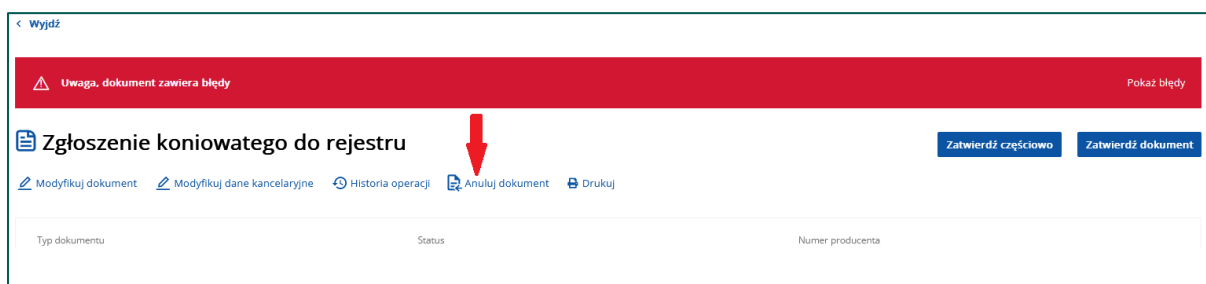 Wyjdź
Uwaga, dokument zawiera błędy Pokaż błędy
Zgłoszenie koniowatego do rejestru Zatwierdź częściowo Zatwierdź dokument
Modyfikuj dokument Modyfikuj dane kancelaryjne Historia operacji Anuluj dokument Drukuj
Typ dokumentu Status Numer producenta